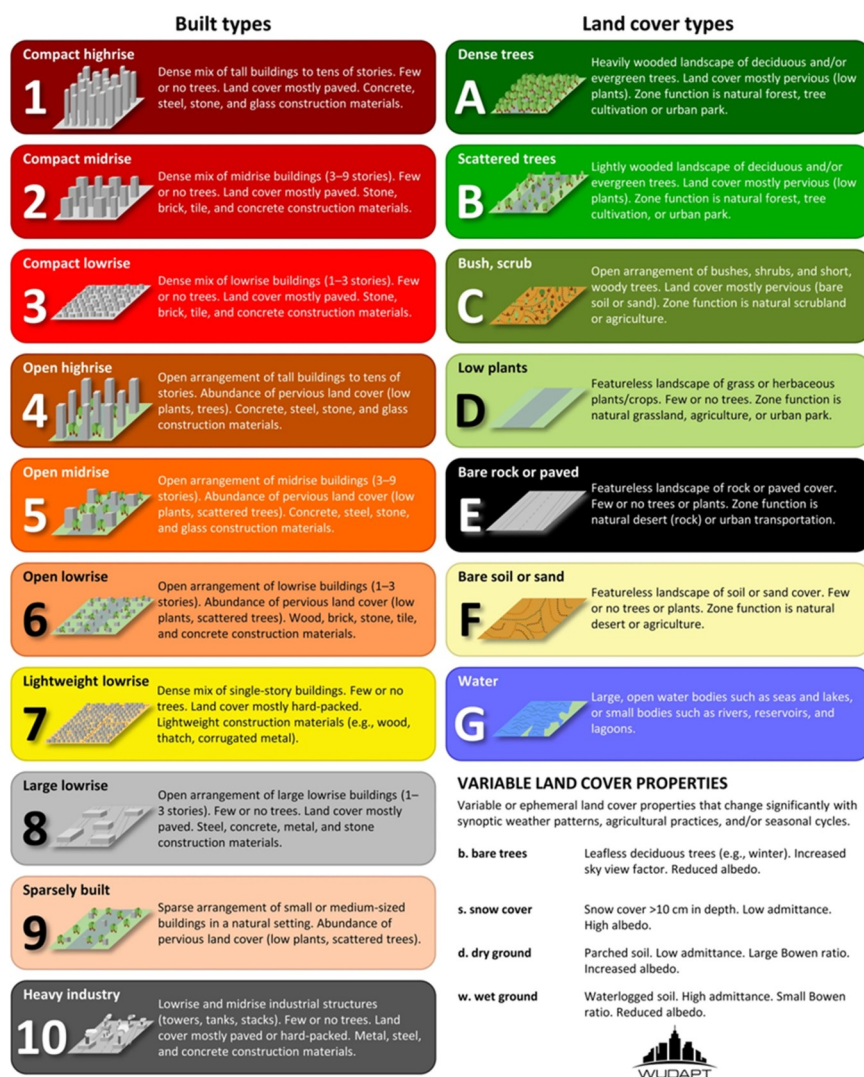 Built types
Compact highrise
1
Dense mix of tall buildings to tens of stories. Few
or no trees. Land cover mostly paved. Concrete,
steel, stone, and glass construction materials.
Compact midrise
2
Dense mix of midrise buildings (3–9 stories). Few
or no trees. Land cover mostly paved. Stone,
brick, tile, and concrete construction materials.
Compact lowrise
3
Dense mix of lowrise buildings (1–3 stories). Few
or no trees. Land cover mostly paved. Stone,
brick, tile, and concrete construction materials.
Open highrise
4
Open arrangement of tall buildings to tens of
stories. Abundance of pervious land cover (low
plants, trees). Concrete, steel, stone, and glass
construction materials.
Open midrise
5
Open arrangement of midrise buildings (3–9
stories). Abundance of pervious land cover (low
plants, scattered trees). Concrete, steel, stone,
and glass construction materials.
Open lowrise
6
Open arrangement of lowrise buildings (1–3
stories). Abundance of pervious land cover (low
plants, scattered trees). Wood, brick, stone, tile,
and concrete construction materials.
Lightweight lowrise
7
Dense mix of single-story buildings. Few or no
trees. Land cover mostly hard-packed.
Lightweight construction materials (e.g., wood,
thatch, corrugated metal).
Large lowrise
8
Open arrangement of large lowrise buildings (1–
3 stories). Few or no trees. Land cover mostly
paved. Steel, concrete, metal, and stone
construction materials.
Sparsely built
9
Sparse arrangement of small or medium-sized
buildings in a natural setting. Abundance of
pervious land cover (low plants, scattered trees).
Heavy industry
10
Lowrise and midrise industrial structures
(towers, tanks, stacks). Few or no trees. Land
cover mostly paved or hard-packed. Metal, steel,
and concrete construction materials.
Land cover types
Dense trees
A
Heavily wooded landscape of deciduous and/or
evergreen trees. Land cover mostly pervious (low
plants). Zone function is natural forest, tree
cultivation or urban park.
Scattered trees
B
Lightly wooded landscape of deciduous and/or
evergreen trees. Land cover mostly pervious (low
plants). Zone function is natural forest, tree
cultivation, or urban park.
Bush, scrub
C
Open arrangement of bushes, shrubs, and short,
woody trees. Land cover mostly pervious (bare
soil or sand). Zone function is natural scrubland
or agriculture.
Low plants
D
Featureless landscape of grass or herbaceous
plants/crops. Few or no trees. Zone function is
natural grassland, agriculture, or urban park.
Bare rock or paved
E
Featureless landscape of rock or paved cover.
Few or no trees or plants. Zone function is
natural desert (rock) or urban transportation.
Bare soil or sand
F
Featureless landscape of soil or sand cover. Few
or no trees or plants. Zone function is natural
desert or agriculture.
Water
G
Large, open water bodies such as seas and lakes,
or small bodies such as rivers, reservoirs, and
lagoons.
VARIABLE LAND COVER PROPERTIES
Variable or ephemeral land cover properties that change significantly with
synoptic weather patterns, agricultural practices, and/or seasonal cycles.
b. bare trees
Leafless deciduous trees (e.g., winter). Increased
sky view factor. Reduced albedo.
s. snow cover
Snow cover >10 cm in depth. Low admittance.
High albedo.
d. dry ground
Parched soil. Low admittance. Large Bowen ratio.
Increased albedo.
w. wet ground
Waterlogged soil. High admittance. Small Bowen
ratio. Reduced albedo.
WUDAPT